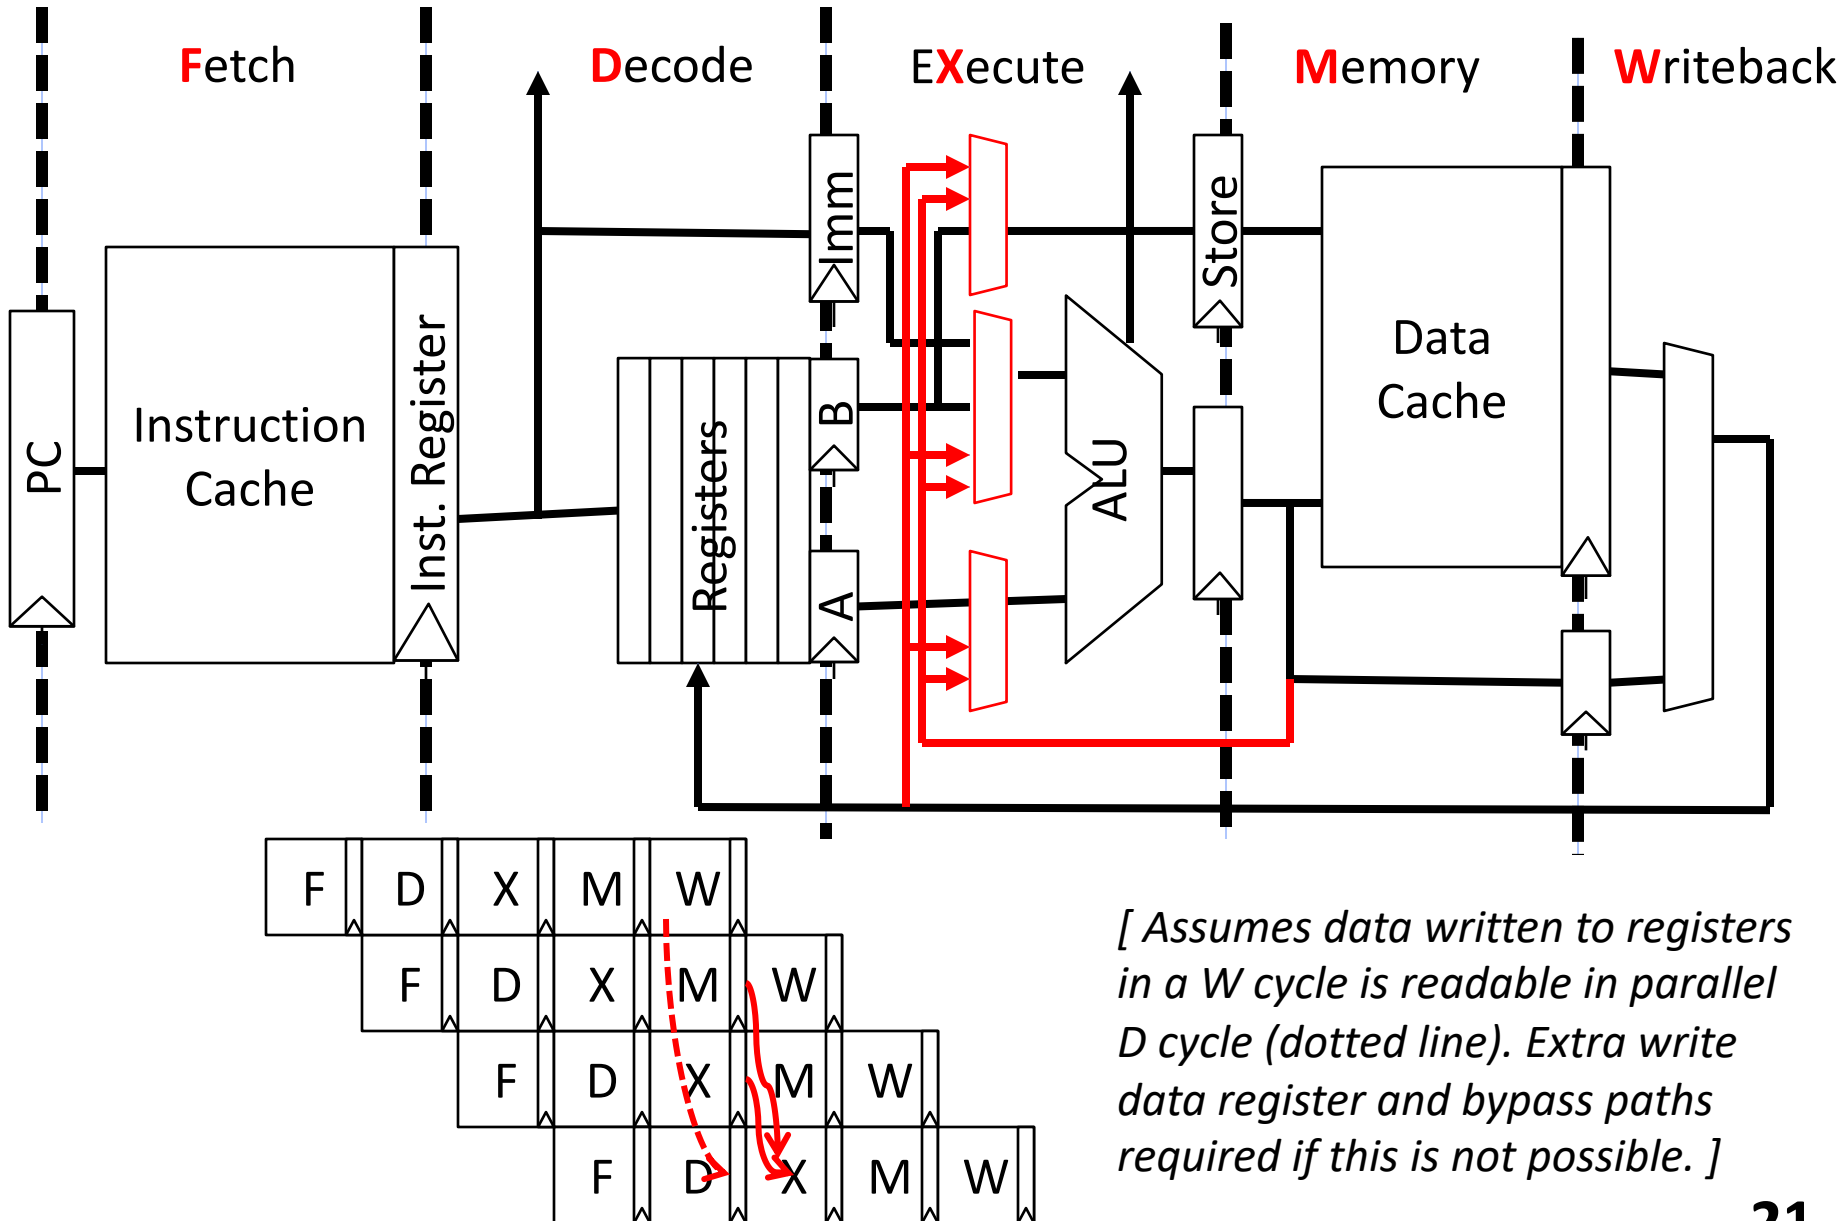 Fetch
Decode
EXecute
Memory
Writeback
PC
Instruction
Cache
Inst. Register
Registers
Imm
B
A
ALU
Store
Data
Cache
F D X M W
F D X M W
F D X M W
F D X M W
[ Assumes data written to registers
in a W cycle is readable in parallel
D cycle (dotted line). Extra write
data register and bypass paths
required if this is not possible. ]
21